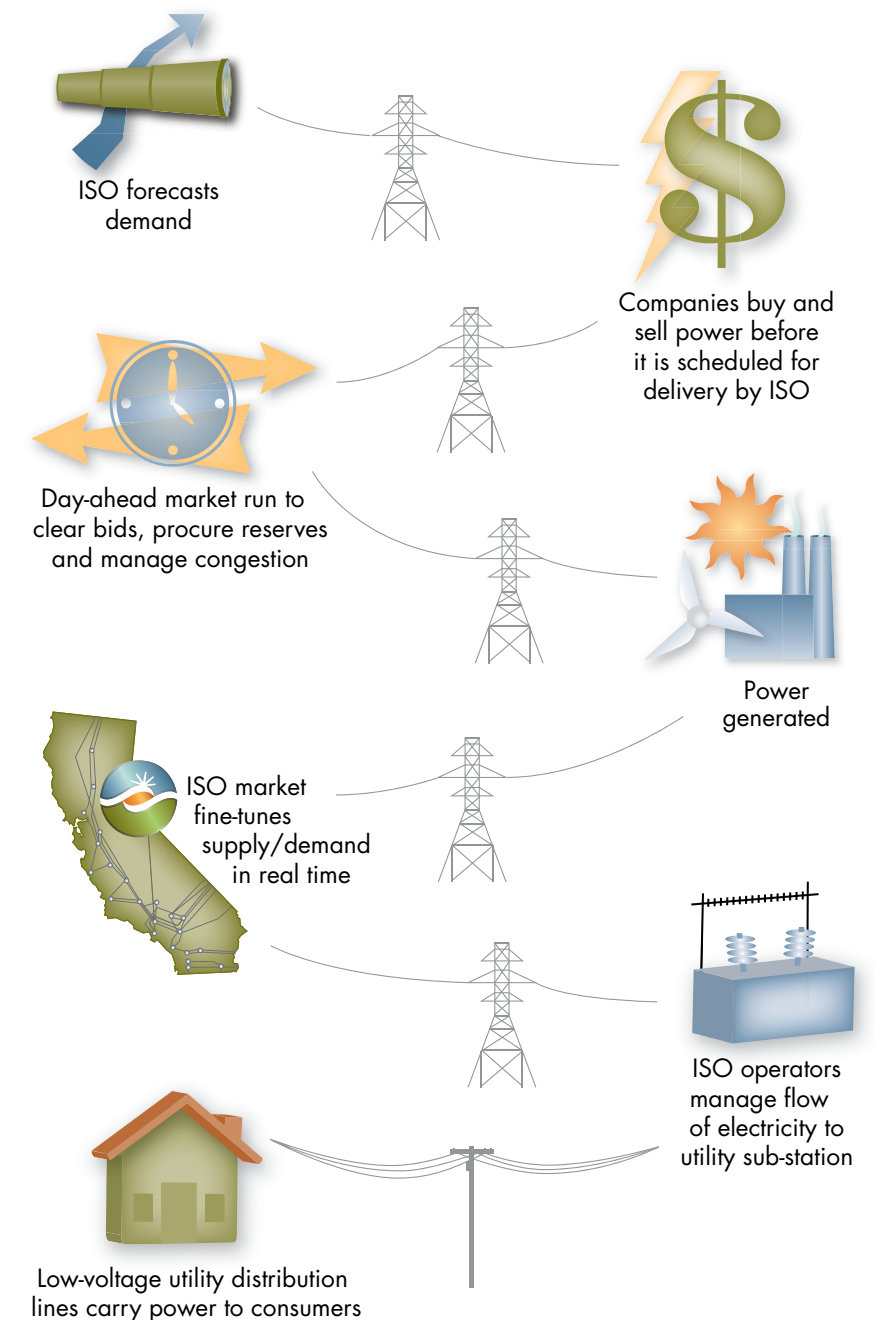 ISO forecasts
demand
Companies buy and
sell power before
it is scheduled for
delivery by ISO
Day-ahead market run to
clear bids, procure reserves
and manage congestion
Power
generated
ISO market
fine-tunes
supply/demand
in real time
ISO operators
manage flow
of electricity to
utility sub-station
Low-voltage utility distribution
lines carry power to consumers